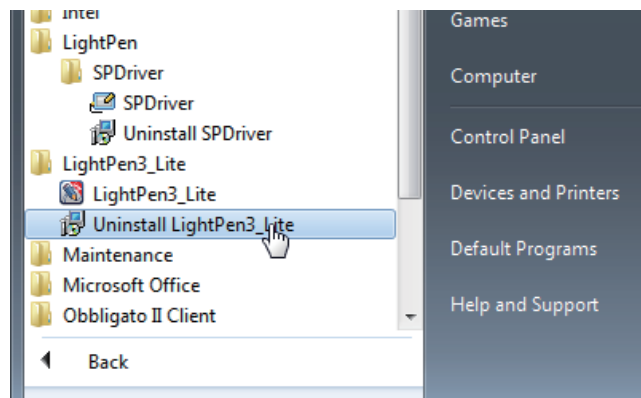 Intel
LightPen
SPDriver
SPDriver
Uninstall SPDriver
LightPen3_Lite
LightPen3_Lite
Uninstall LightPen3_Lite
Maintenance
Microsoft Office
Obbligato II Client
Back
Games
Computer
Control Panel
Devices and Printers
Default Programs
Help and Support